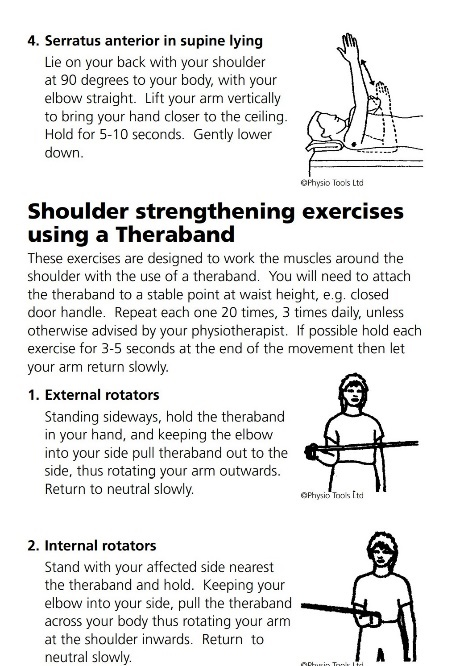 4. Serratus anterior in supine lying
Lie on your back with your shoulder
at 90 degrees to your body, with your
elbow straight.  Lift your arm vertically
to bring your hand closer to the ceiling.
Hold for 5-10 seconds.  Gently lower
down.
©Physio Tools Ltd
Shoulder strengthening exercises
using a Theraband
These exercises are designed to work the muscles around the
shoulder with the use of a theraband.  You will need to attach
the theraband to a stable point at waist height, e.g. closed
door handle.  Repeat each one 20 times, 3 times daily, unless
otherwise advised by your physiotherapist.  If possible hold each
exercise for 3-5 seconds at the end of the movement then let
your arm return slowly.
1. External rotators
Standing sideways, hold the theraband
in your hand, and keeping the elbow
into your side pull theraband out to the
side, thus rotating your arm outwards.
Return to neutral slowly.
©Physio Tools Ltd
2. Internal rotators
Stand with your affected side nearest
the theraband and hold.  Keeping your
elbow into your side, pull the theraband
across your body thus rotating your arm
at the shoulder inwards.  Return  to
neutral slowly.
©Physio Tools Ltd